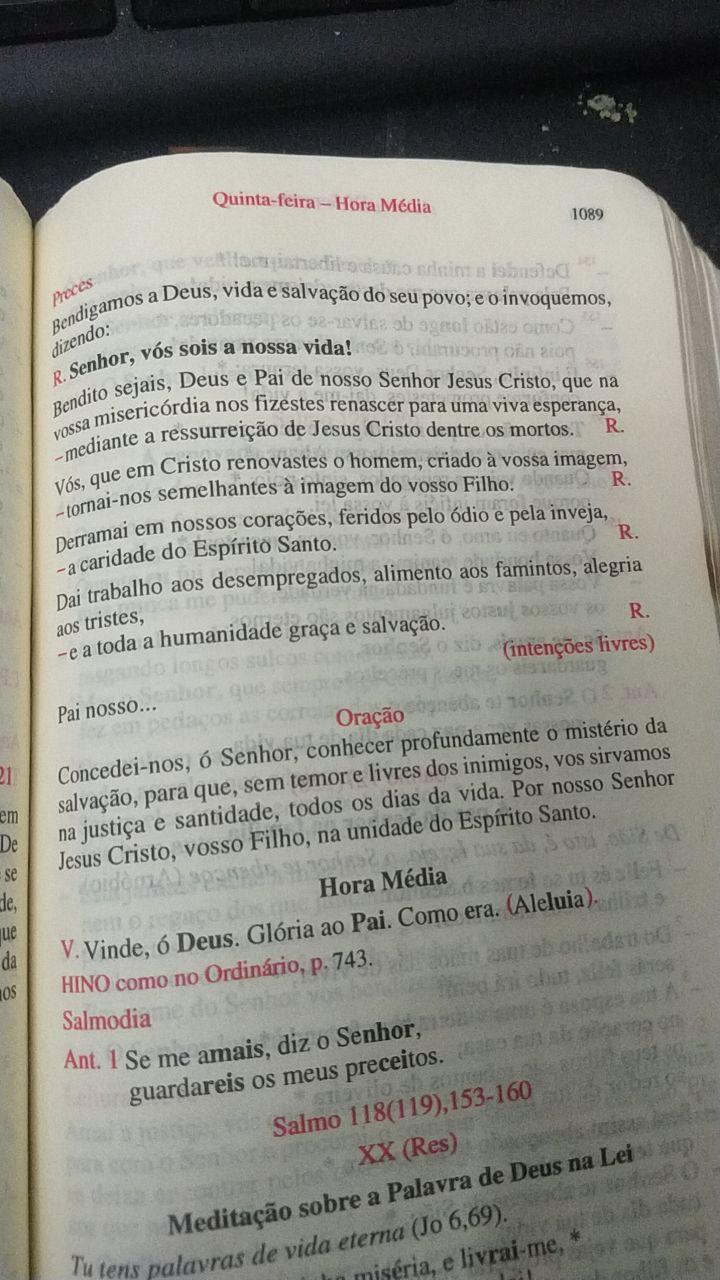 Quinta-feira – Hora Média
1089
Preces
Bendigamos a Deus, vida e salvação do seu povo; e o invoquemos,
dizendo:
R. Senhor, vós sois a nossa vida!
Bendito sejais, Deus e Pai de nosso Senhor Jesus Cristo, que na
vossa misericórdia nos fizestes renascer para uma viva esperança,
–mediante a ressurreição de Jesus Cristo dentre os mortos. R.
Vós, que em Cristo renovastes o homem, criado à vossa imagem,
–tornai-nos semelhantes à imagem do vosso Filho. R.
Derramai em nossos corações, feridos pelo ódio e pela inveja,
–a caridade do Espírito Santo. R.
Dai trabalho aos desempregados, alimento aos famintos, alegria
aos tristes,
–e a toda a humanidade graça e salvação. R.
(intenções livres)
Pai nosso...
Oração
Concedei-nos, ó Senhor, conhecer profundamente o mistério da
salvação, para que, sem temor e livres dos inimigos, vos sirvamos
na justiça e santidade, todos os dias da vida. Por nosso Senhor
Jesus Cristo, vosso Filho, na unidade do Espírito Santo.
Hora Média
V. Vinde, ó Deus. Glória ao Pai. Como era. (Aleluia).
HINO como no Ordinário, p. 743.
Salmodia
Ant. 1 Se me amais, diz o Senhor,
guardareis os meus preceitos.
Salmo 118(119),153-160
XX (Res)
Meditação sobre a Palavra de Deus na Lei
Tu tens palavras de vida eterna (Jo 6,69).
miséria, e livrai-me, *
21
em
De
se
de,
que
da
nos